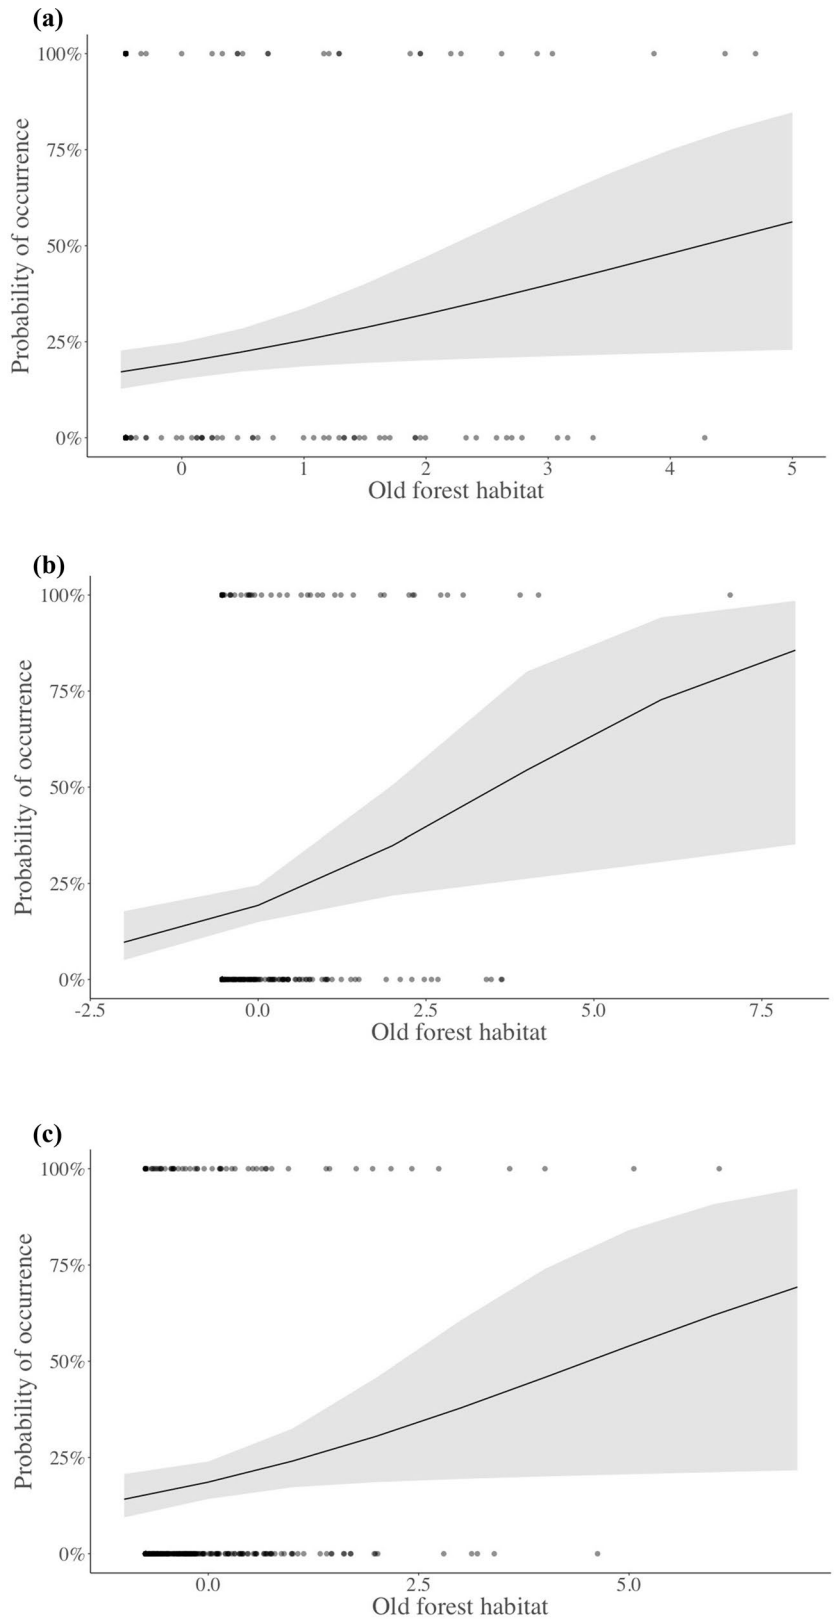 (a)
100%
75%
50%
25%
0%
Probability of occurrence
0 1 2 3 4 5
Old forest habitat
(b)
100%
75%
50%
25%
0%
Probability of occurrence
-2.5 0.0 2.5 5.0 7.5
Old forest habitat
(c)
100%
75%
50%
25%
0%
Probability of occurrence
0.0 2.5 5.0
Old forest habitat